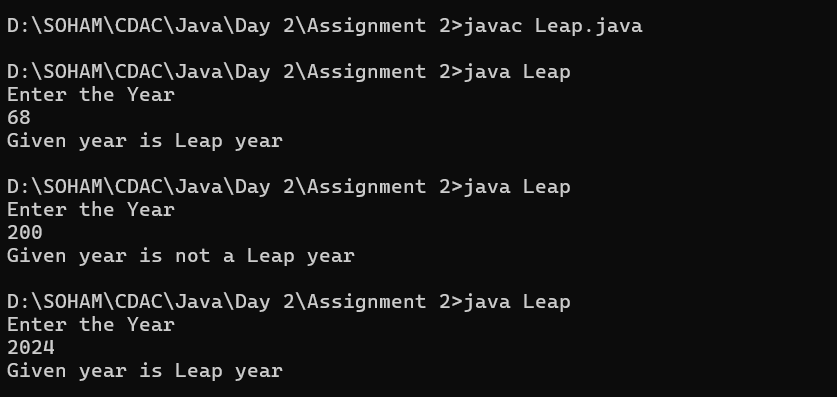 D:\SOHAM\CDAC\Java\Day 2\Assignment 2>javac Leap.java
D:\SOHAM\CDAC\Java\Day 2\Assignment 2>java Leap
Enter the Year
68
Given year is Leap year
D:\SOHAM\CDAC\Java\Day 2\Assignment 2>java Leap
Enter the Year
200
Given year is not a Leap year
D:\SOHAM\CDAC\Java\Day 2\Assignment 2>java Leap
Enter the Year
2024
Given year is Leap year